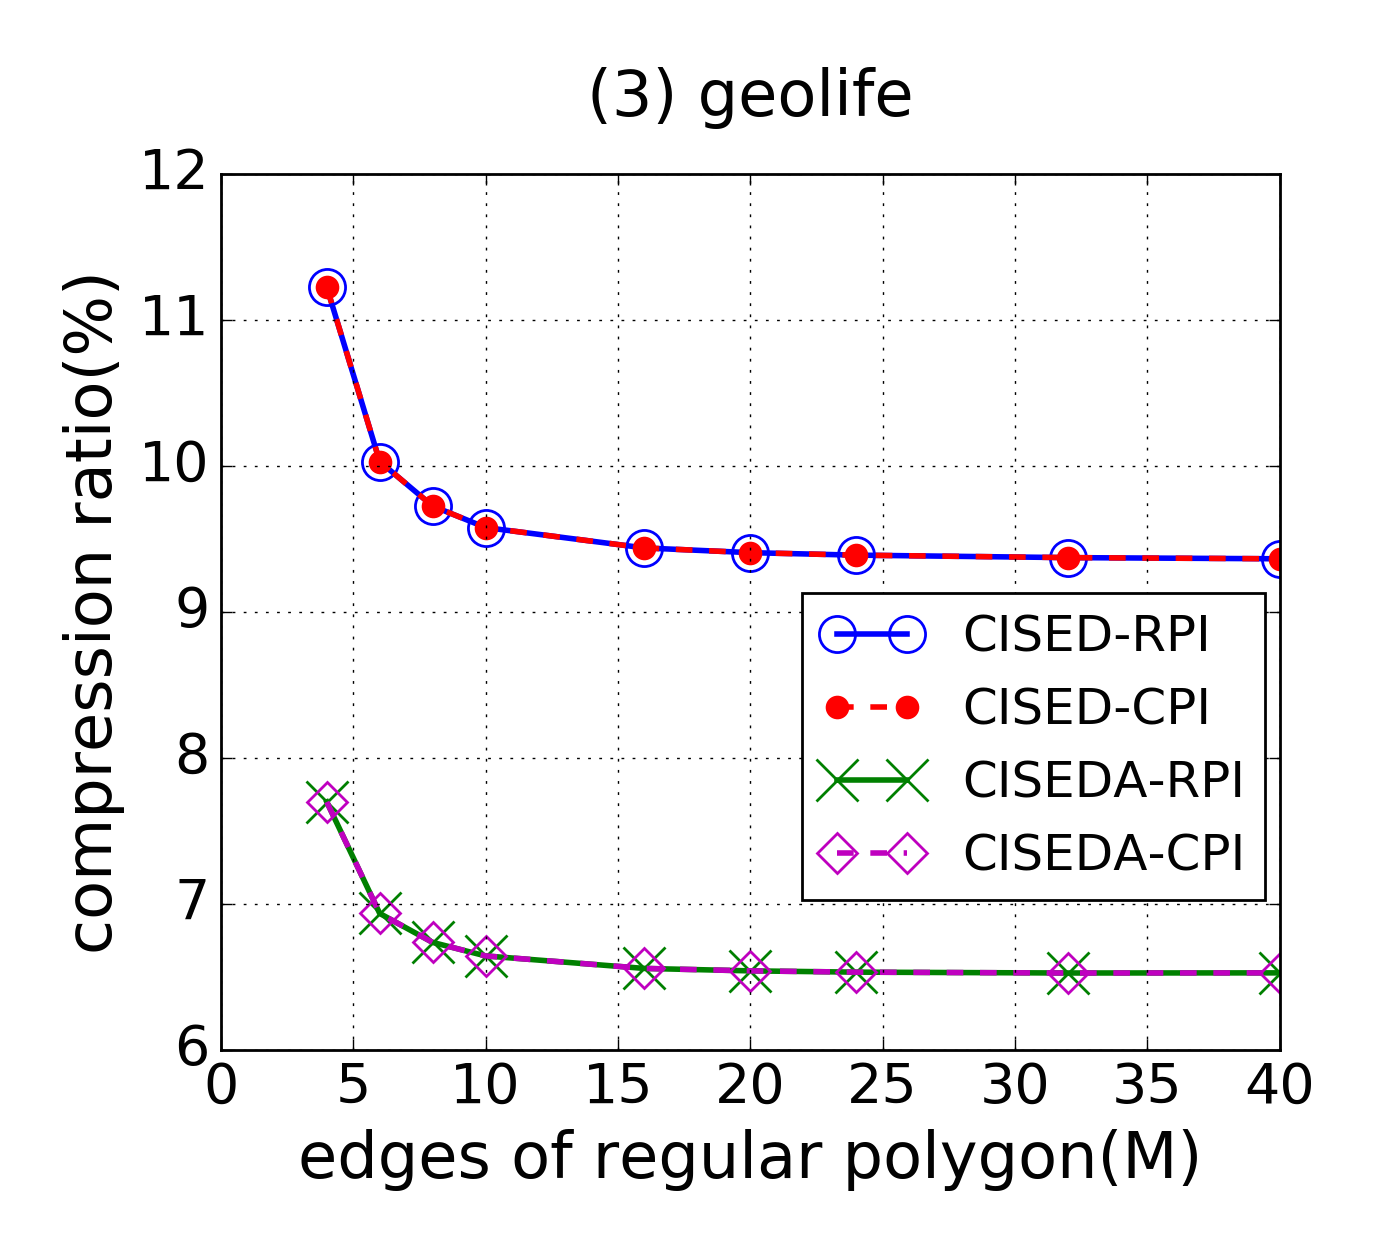 (3) geolife
12
11
10
9
8
7
6
compression ratio(%)
CISED-RPI
CISED-CPI
CISEDA-RPI
CISEDA-CPI
0 5 10 15 20 25 30 35 40
edges of regular polygon(M)